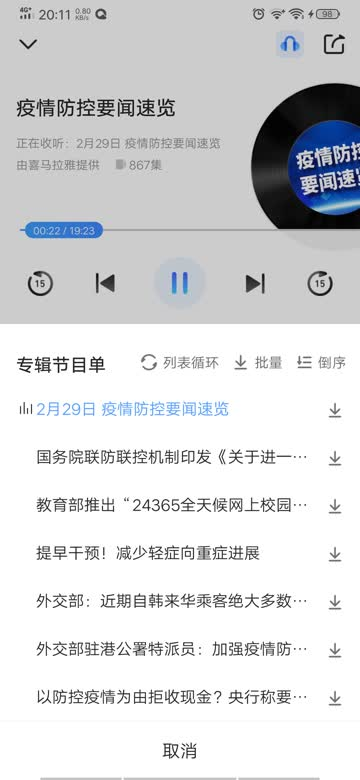 4G+ 20:11 0.80 KB/s 98
疫情防控要闻速览
正在收听：2月29日 疫情防控要闻速览
由喜马拉雅提供 867集
疫情防控
要闻速览
00:22 / 19:23
15
15
专辑节目单 列表循环 批量 倒序
2月29日 疫情防控要闻速览
国务院联防联控机制印发《关于进一…
教育部推出“24365全天候网上校园…
提早干预！减少轻症向重症进展
外交部：近期自韩来华乘客绝大多数…
外交部驻港公署特派员：加强疫情防…
以防控疫情为由拒收现金？央行称要…
取消